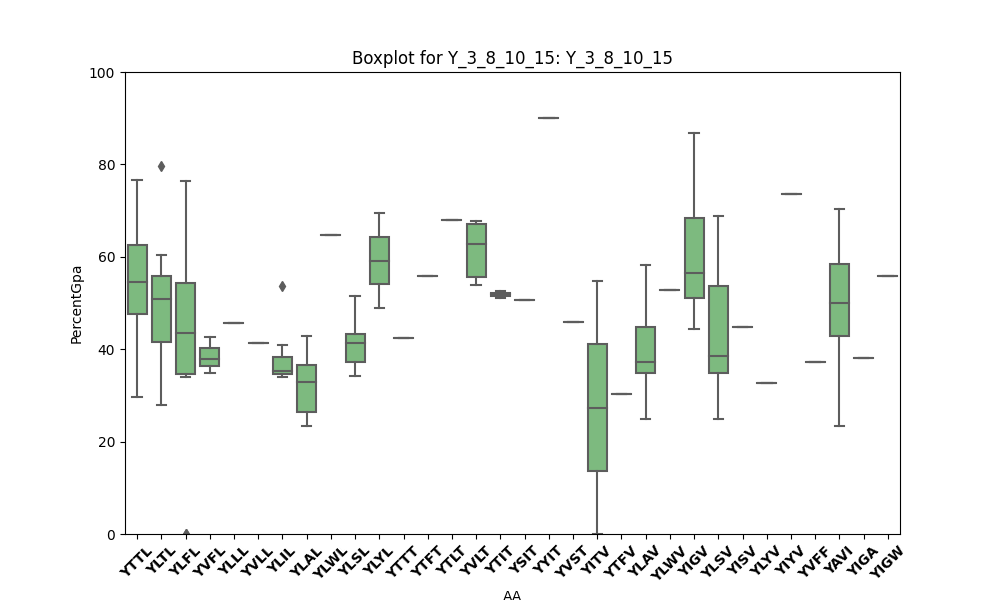 Boxplot for Y_3_8_10_15: Y_3_8_10_15
100
80
60
40
20
0
PercentGpa
YTTL YLTL YLFL YVFL YLLL YVLL YLIL YLAL YLWL YLSL YLYL YTTT YTFT YTLT YVLT YTIT YSIT YYIT YVST YITV YTFV YLAV YLWV YIGV YLSV YISV YLYV YIYV YVFF YAVI YIGA YIGW
AA